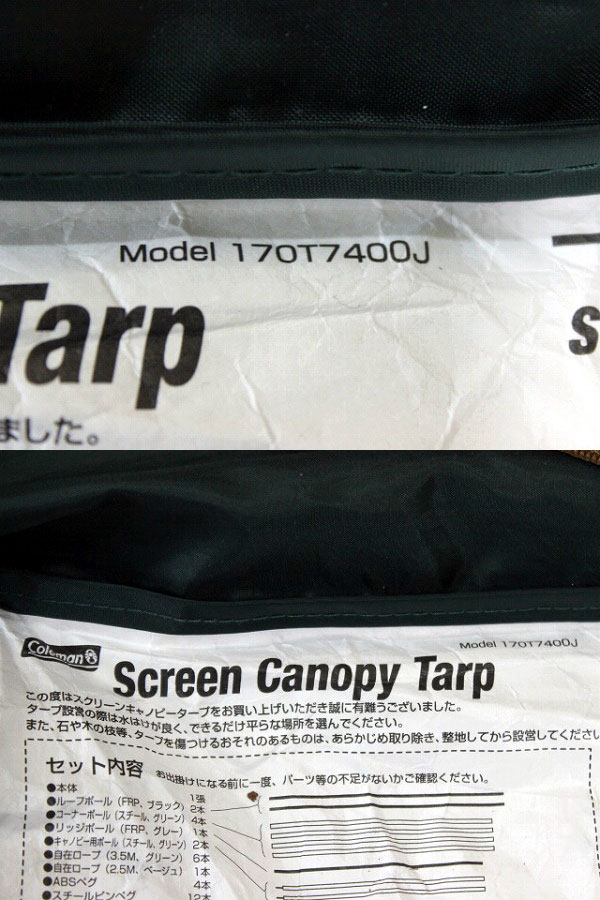 Model 170T7400J
Tarp
S
ました。
Coleman
Model 170T7400J
Screen Canopy Tarp
この度はスクリーンキャノピータープをお買い上げいただき誠に有難うございました。
タープ設営の際は水はけが良く、できるだけ平らな場所を選んでください。
また、石や木の枝等、タープを傷つけるおそれのあるものは、あらかじめ取り除き、整地してから設営してくださ
セット内容 お出掛けになる前に一度、パーツ等の不足がないかご確認ください。
●本体 1張
●ルーフポール (FRP, ブラック) 2本
●コーナーポール (スチール, グリーン) 4本
●リッジポール (FRP, グレー) 1本
●キャノピー用ポール (スチール, グリーン) 2本
●自在ロープ (3.5M, グリーン) 6本
●自在ロープ (2.5M, ベージュ) 1本
●ABSペグ 4本
●スチールピンペグ 12本